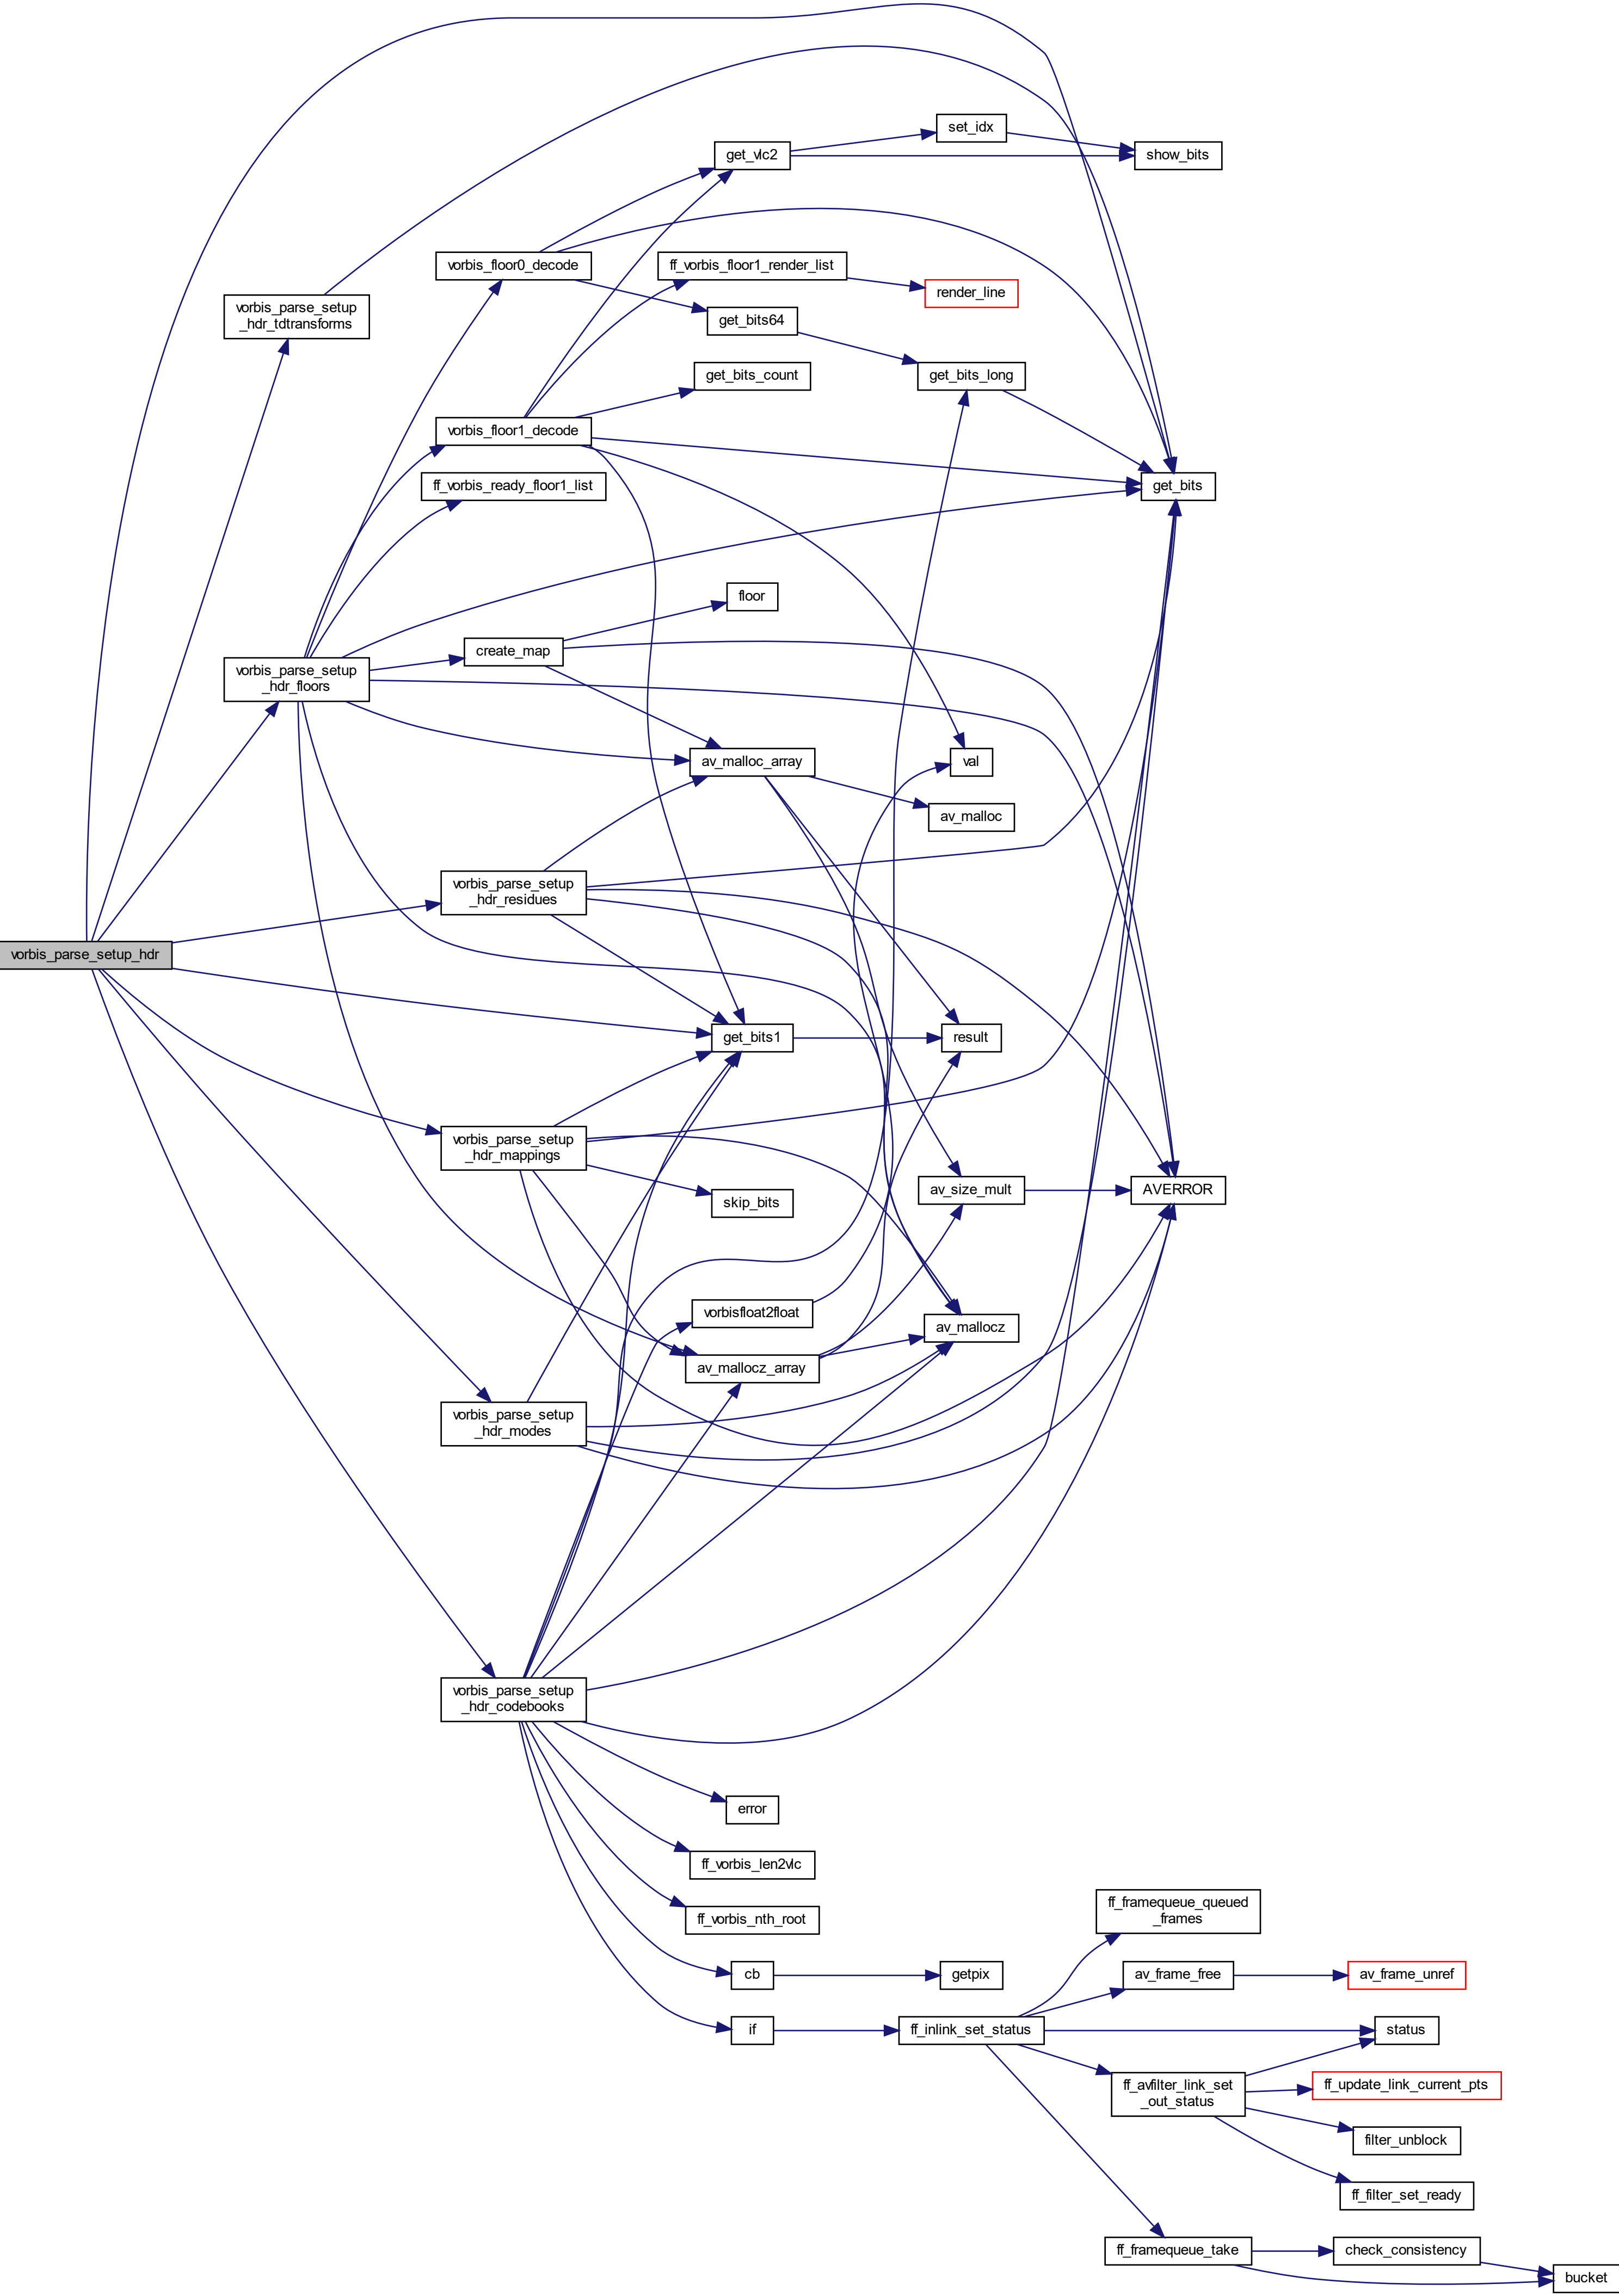 set_idx
get_vlc2
show_bits
vorbis_floor0_decode
ff_vorbis_floor1_render_list
render_line
vorbis_parse_setup
_hdr_tdtransforms
get_bits64
get_bits_count
get_bits_long
vorbis_floor1_decode
ff_vorbis_ready_floor1_list
get_bits
floor
create_map
vorbis_parse_setup
_hdr_floors
av_malloc_array
val
av_malloc
vorbis_parse_setup
_hdr_residues
vorbis_parse_setup_hdr
get_bits1
result
vorbis_parse_setup
_hdr_mappings
skip_bits
av_size_mult
AVERROR
vorbisfloat2float
av_mallocz
av_mallocz_array
vorbis_parse_setup
_hdr_modes
vorbis_parse_setup
_hdr_codebooks
error
ff_vorbis_len2vlc
ff_vorbis_nth_root
ff_framequeue_queued
_frames
cb
getpix
av_frame_free
av_frame_unref
if
ff_inlink_set_status
status
ff_avfilter_link_set
_out_status
ff_update_link_current_pts
filter_unblock
ff_filter_set_ready
ff_framequeue_take
check_consistency
bucket